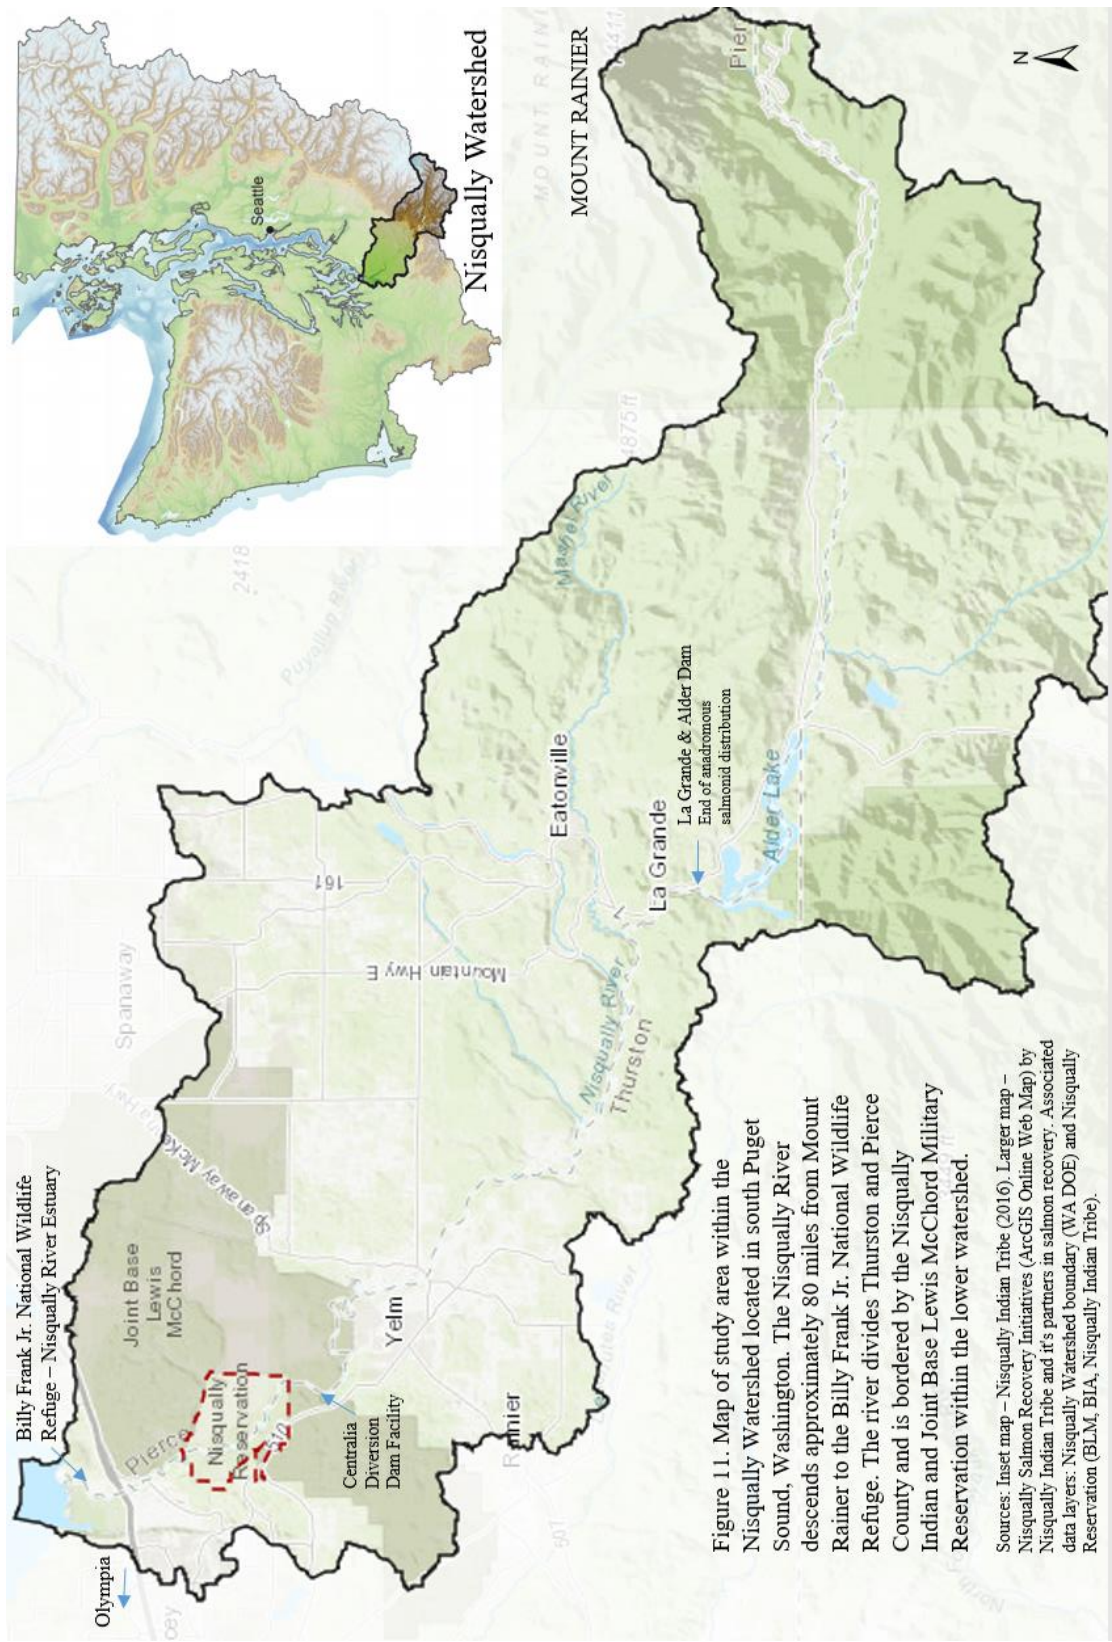 Billy Frank Jr. National Wildlife
Refuge – Nisqually River Estuary
Olympia
cey
Pierce
Joint Base
Lewis
McChord
Nisqually
Reservation
510
Centralia
Diversion
Dam Facility
Yelm
Rainier
507
Spanaway
Mountain Hwy E
161
2418
Puyallup River
Nisqually River
Thurston
Eatonville
7
La Grande
La Grande & Alder Dam
End of anadromous
salmonid distribution
Alder Lake
Mashel River
4875 ft
MOUNT RAINIER
MOUNT RAINI
Pier
N
Seattle
Nisqually Watershed
Figure 11. Map of study area within the
Nisqually Watershed located in south Puget
Sound, Washington. The Nisqually River
descends approximately 80 miles from Mount
Rainer to the Billy Frank Jr. National Wildlife
Refuge. The river divides Thurston and Pierce
County and is bordered by the Nisqually
Indian and Joint Base Lewis McChord Military
Reservation within the lower watershed.
Sources: Inset map – Nisqually Indian Tribe (2016). Larger map –
Nisqually Salmon Recovery Initiatives (ArcGIS Online Web Map) by
Nisqually Indian Tribe and it's partners in salmon recovery. Associated
data layers: Nisqually Watershed boundary (WA DOE) and Nisqually
Reservation (BLM, BIA, Nisqually Indian Tribe).